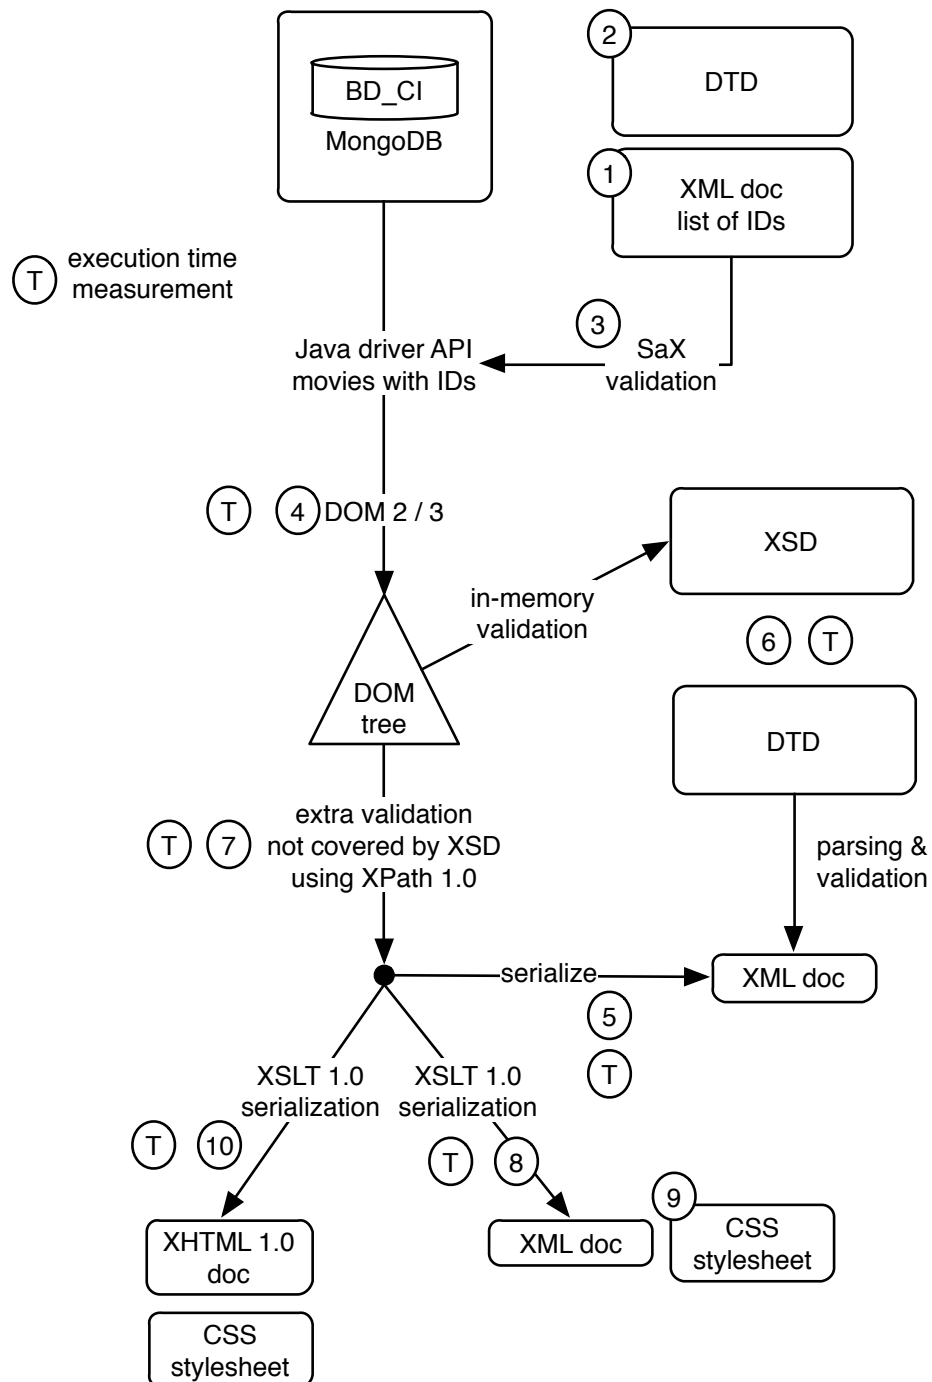 BD_CI
MongoDB
2
DTD
1
XML doc
list of IDs
T
execution time
measurement
3
Java driver API
movies with IDs
SaX
validation
T
4
DOM 2 / 3
XSD
in-memory
validation
6
T
DOM
tree
DTD
T
7
extra validation
not covered by XSD
using XPath 1.0
parsing &
validation
serialize
XML doc
5
T
XSLT 1.0
serialization
XSLT 1.0
serialization
T
10
T
8
9
XHTML 1.0
doc
XML doc
CSS
stylesheet
CSS
stylesheet